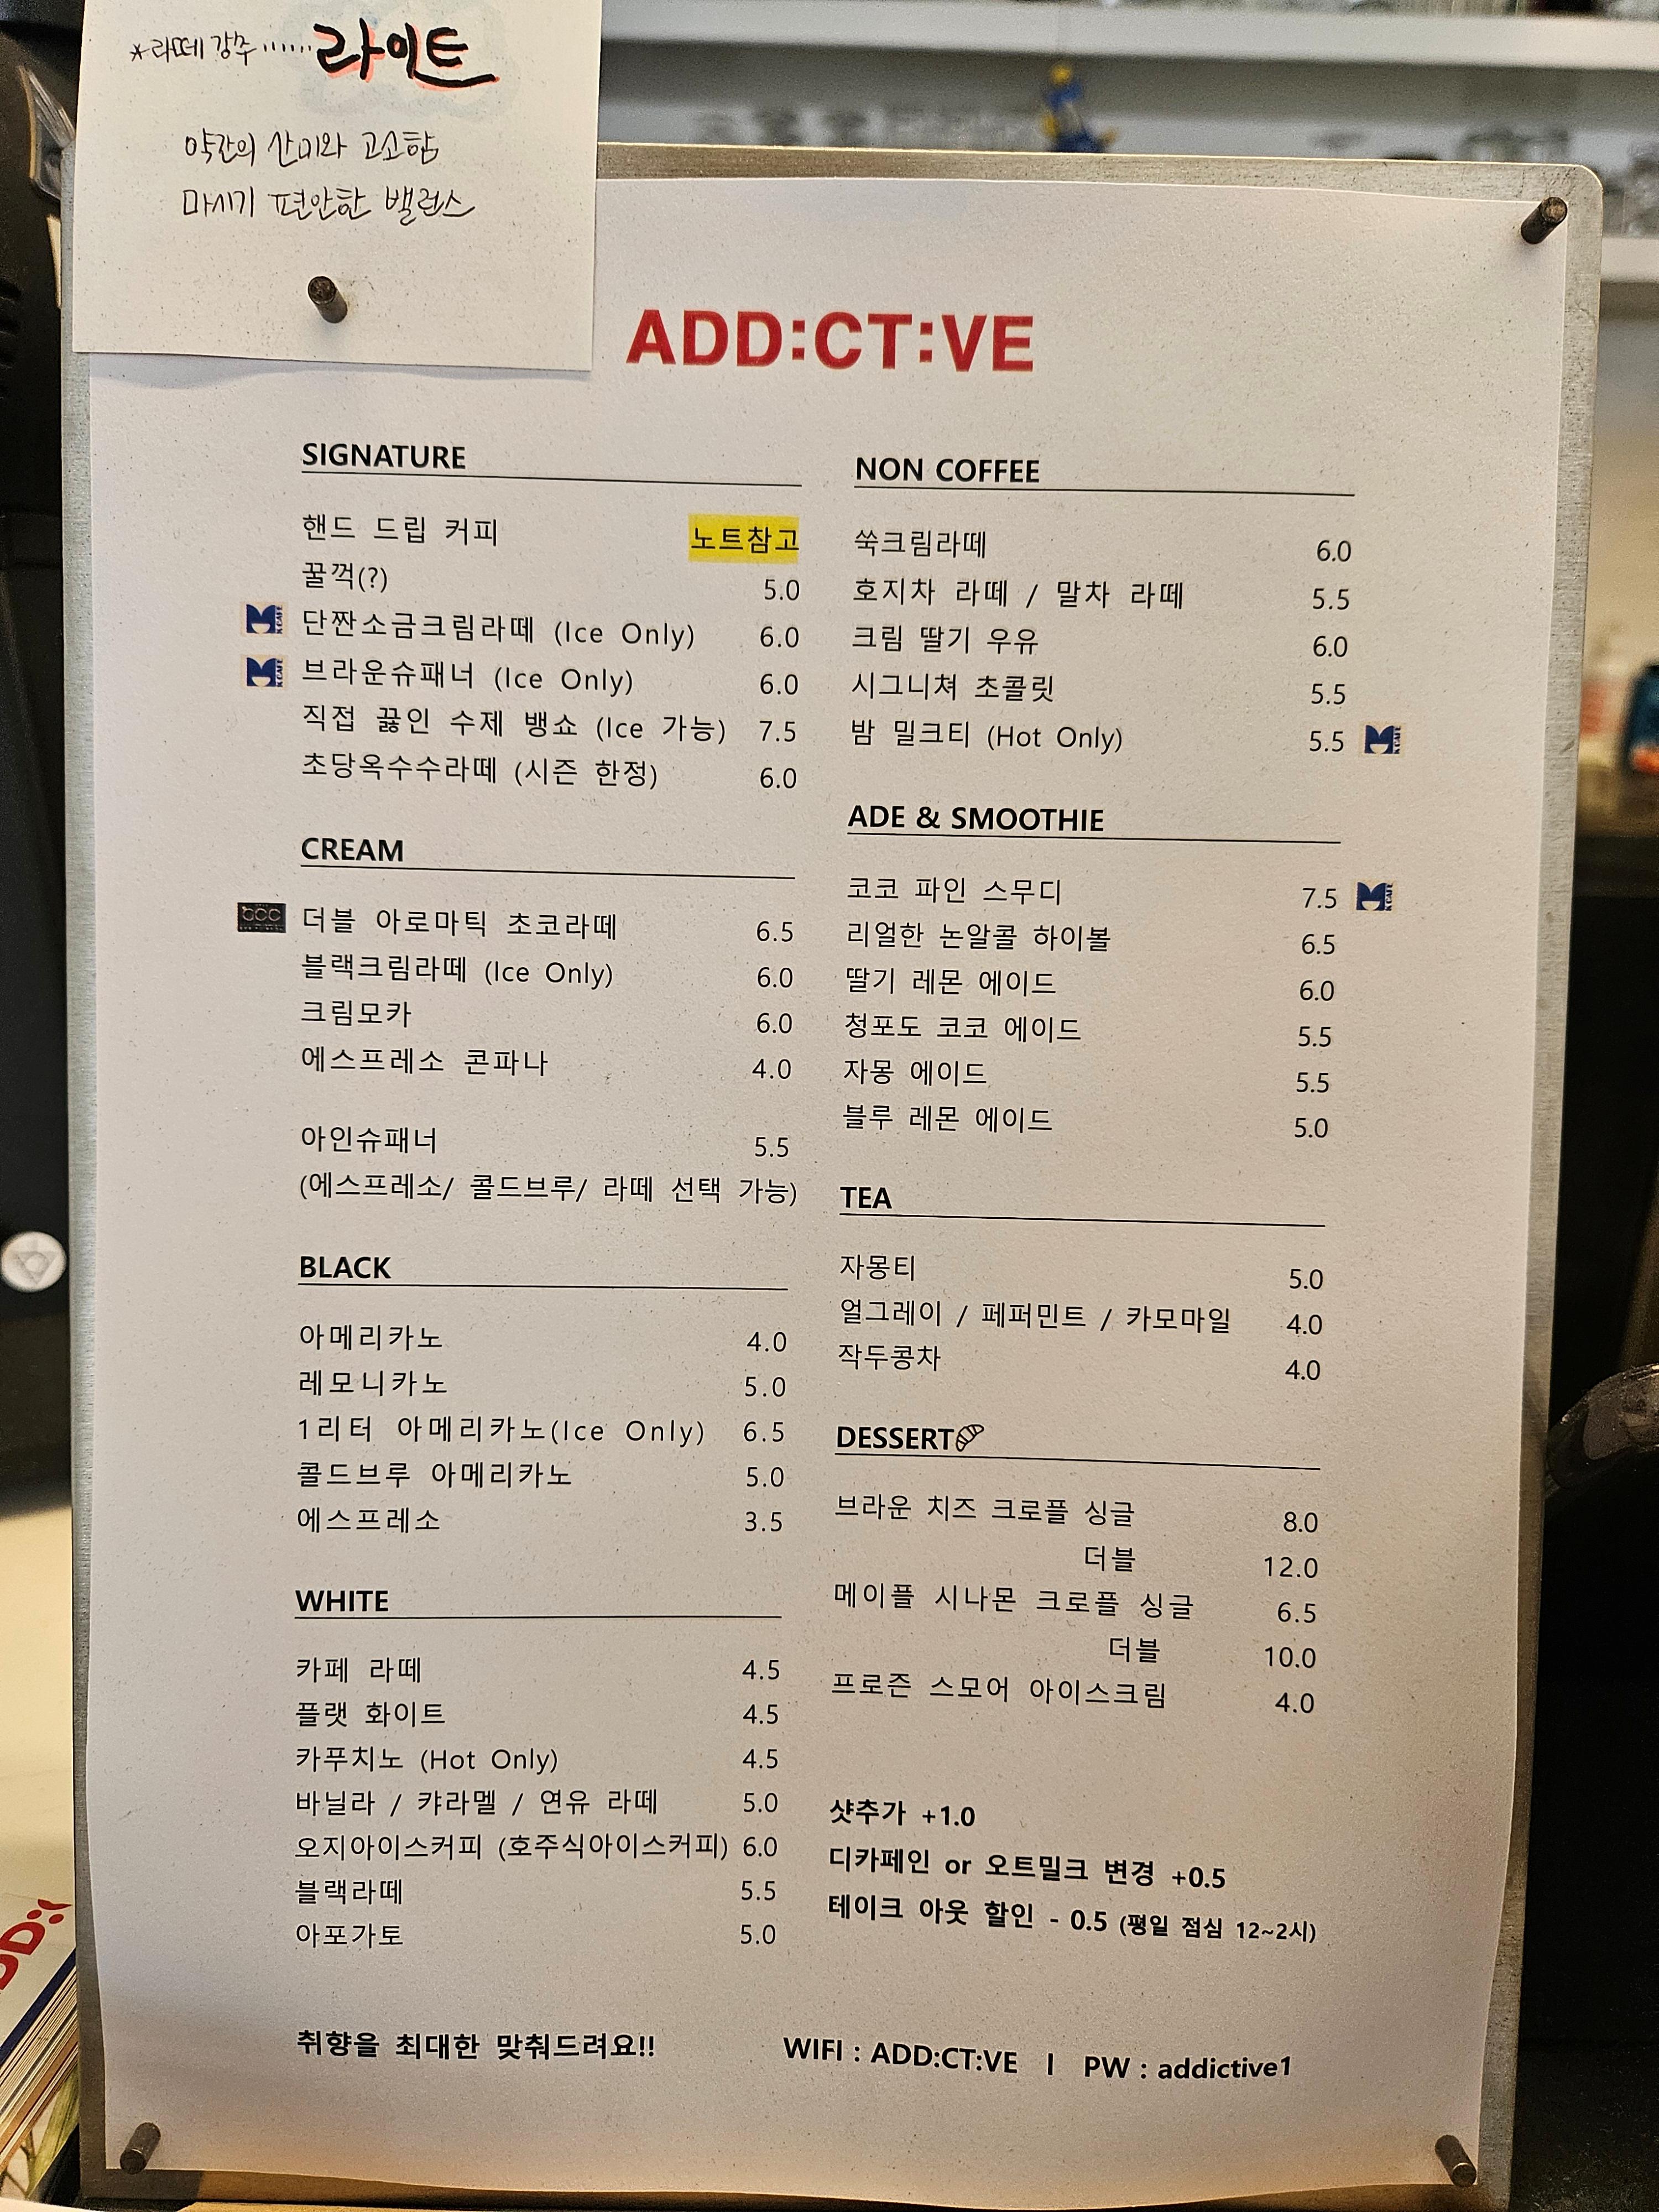 *라떼 강추······라이트
약간의 산미와 고소함
마시기 편안한 밸런스
ADD:CT:VE
SIGNATURE
핸드 드립 커피 노트참고
꿀꺽(?) 5.0
단짠소금크림라떼 (Ice Only) 6.0
브라운슈패너 (Ice Only) 6.0
직접 끓인 수제 뱅쇼 (Ice 가능) 7.5
초당옥수수라떼 (시즌 한정) 6.0
CREAM
더블 아로마틱 초코라떼 6.5
블랙크림라떼 (Ice Only) 6.0
크림모카 6.0
에스프레소 콘파나 4.0
아인슈패너 5.5
(에스프레소/ 콜드브루/ 라떼 선택 가능)
BLACK
아메리카노 4.0
레모니카노 5.0
1리터 아메리카노(Ice Only) 6.5
콜드브루 아메리카노 5.0
에스프레소 3.5
WHITE
카페 라떼 4.5
플랫 화이트 4.5
카푸치노 (Hot Only) 4.5
바닐라 / 캬라멜 / 연유 라떼 5.0
오지아이스커피 (호주식아이스커피) 6.0
블랙라떼 5.5
아포가토 5.0
NON COFFEE
쑥크림라떼 6.0
호지차 라떼 / 말차 라떼 5.5
크림 딸기 우유 6.0
시그니쳐 초콜릿 5.5
밤 밀크티 (Hot Only) 5.5
ADE & SMOOTHIE
코코 파인 스무디 7.5
리얼한 논알콜 하이볼 6.5
딸기 레몬 에이드 6.0
청포도 코코 에이드 5.5
자몽 에이드 5.5
블루 레몬 에이드 5.0
TEA
자몽티 5.0
얼그레이 / 페퍼민트 / 카모마일 4.0
작두콩차 4.0
DESSERT
브라운 치즈 크로플 싱글 8.0
더블 12.0
메이플 시나몬 크로플 싱글 6.5
더블 10.0
프로즌 스모어 아이스크림 4.0
샷추가 +1.0
디카페인 or 오트밀크 변경 +0.5
테이크 아웃 할인 - 0.5 (평일 점심 12~2시)
취향을 최대한 맞춰드려요!!
WIFI : ADD:CT:VE I PW : addictive1